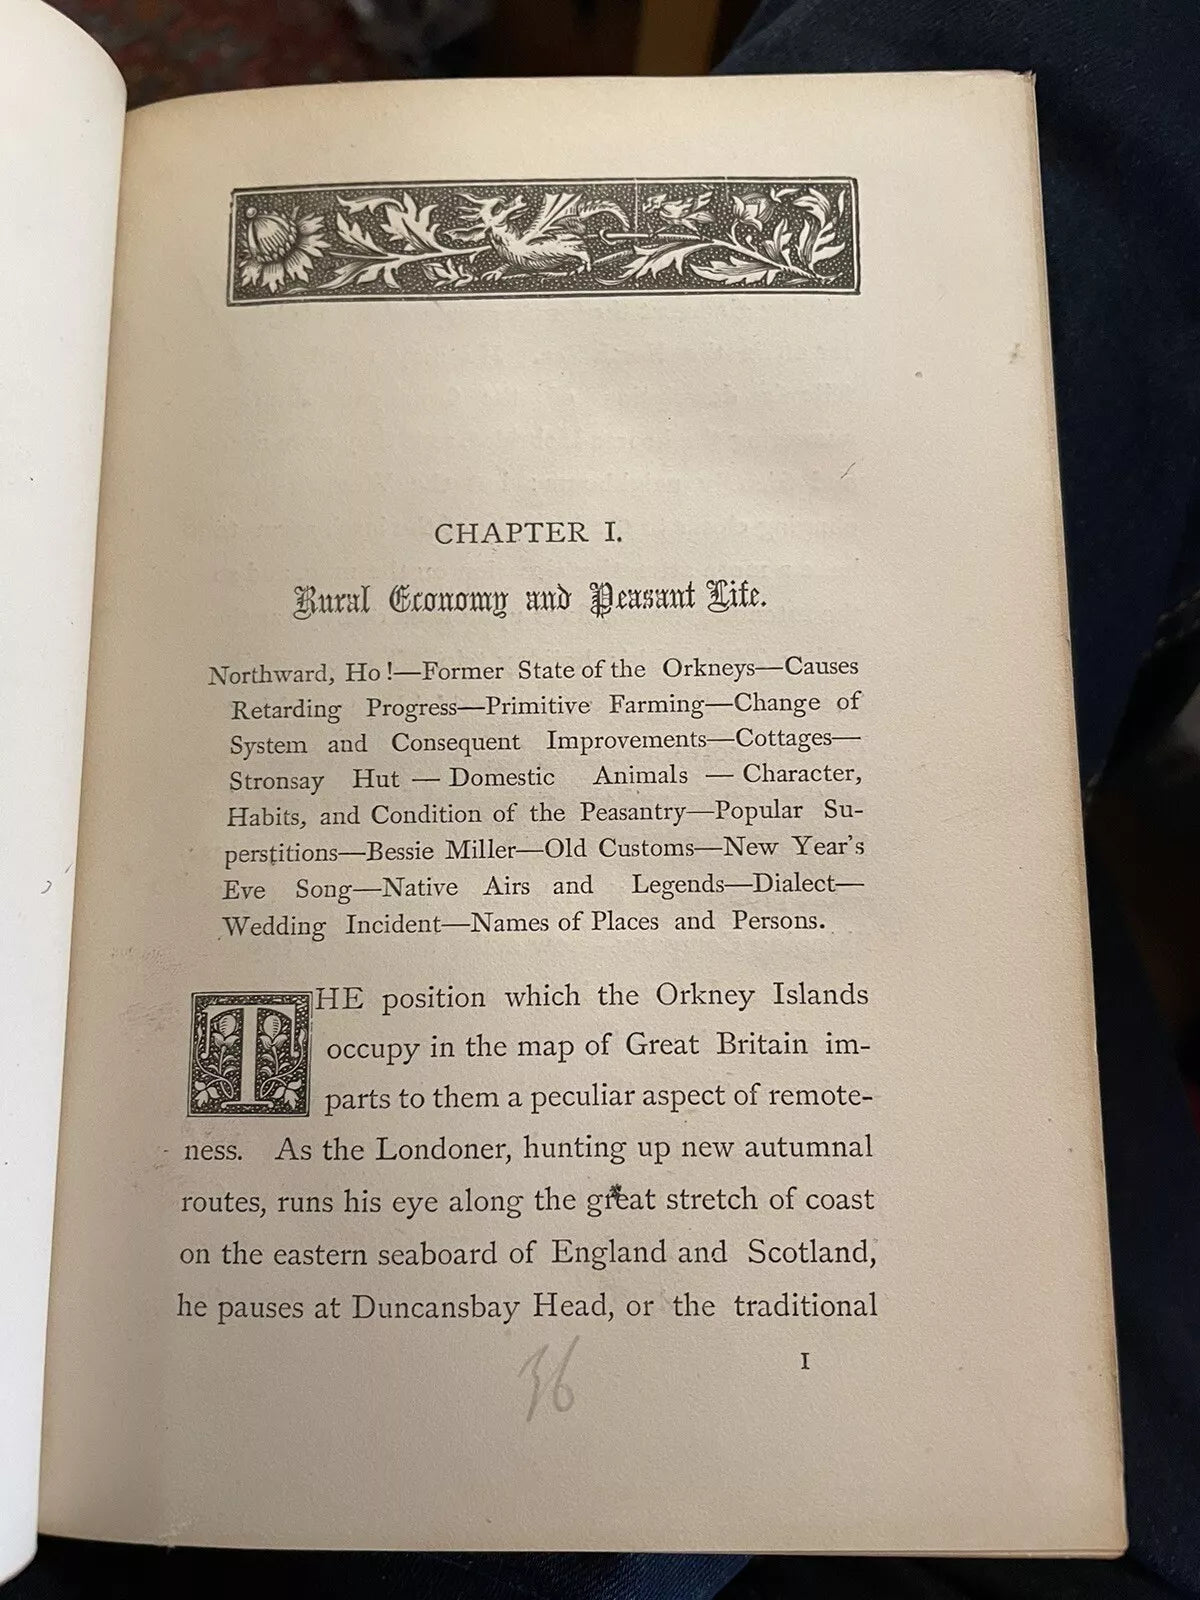 CHAPTER I.
Rural Economy and Peasant Life.
Northward, Ho!—Former State of the Orkneys—Causes
Retarding Progress—Primitive Farming—Change of
System and Consequent Improvements—Cottages—
Stronsay Hut — Domestic Animals — Character,
Habits, and Condition of the Peasantry—Popular Su-
perstitions—Bessie Miller—Old Customs—New Year's
Eve Song—Native Airs and Legends—Dialect—
Wedding Incident—Names of Places and Persons.
THE position which the Orkney Islands
occupy in the map of Great Britain im-
parts to them a peculiar aspect of remote-
ness. As the Londoner, hunting up new autumnal
routes, runs his eye along the great stretch of coast
on the eastern seaboard of England and Scotland,
he pauses at Duncansbay Head, or the traditional
1
36